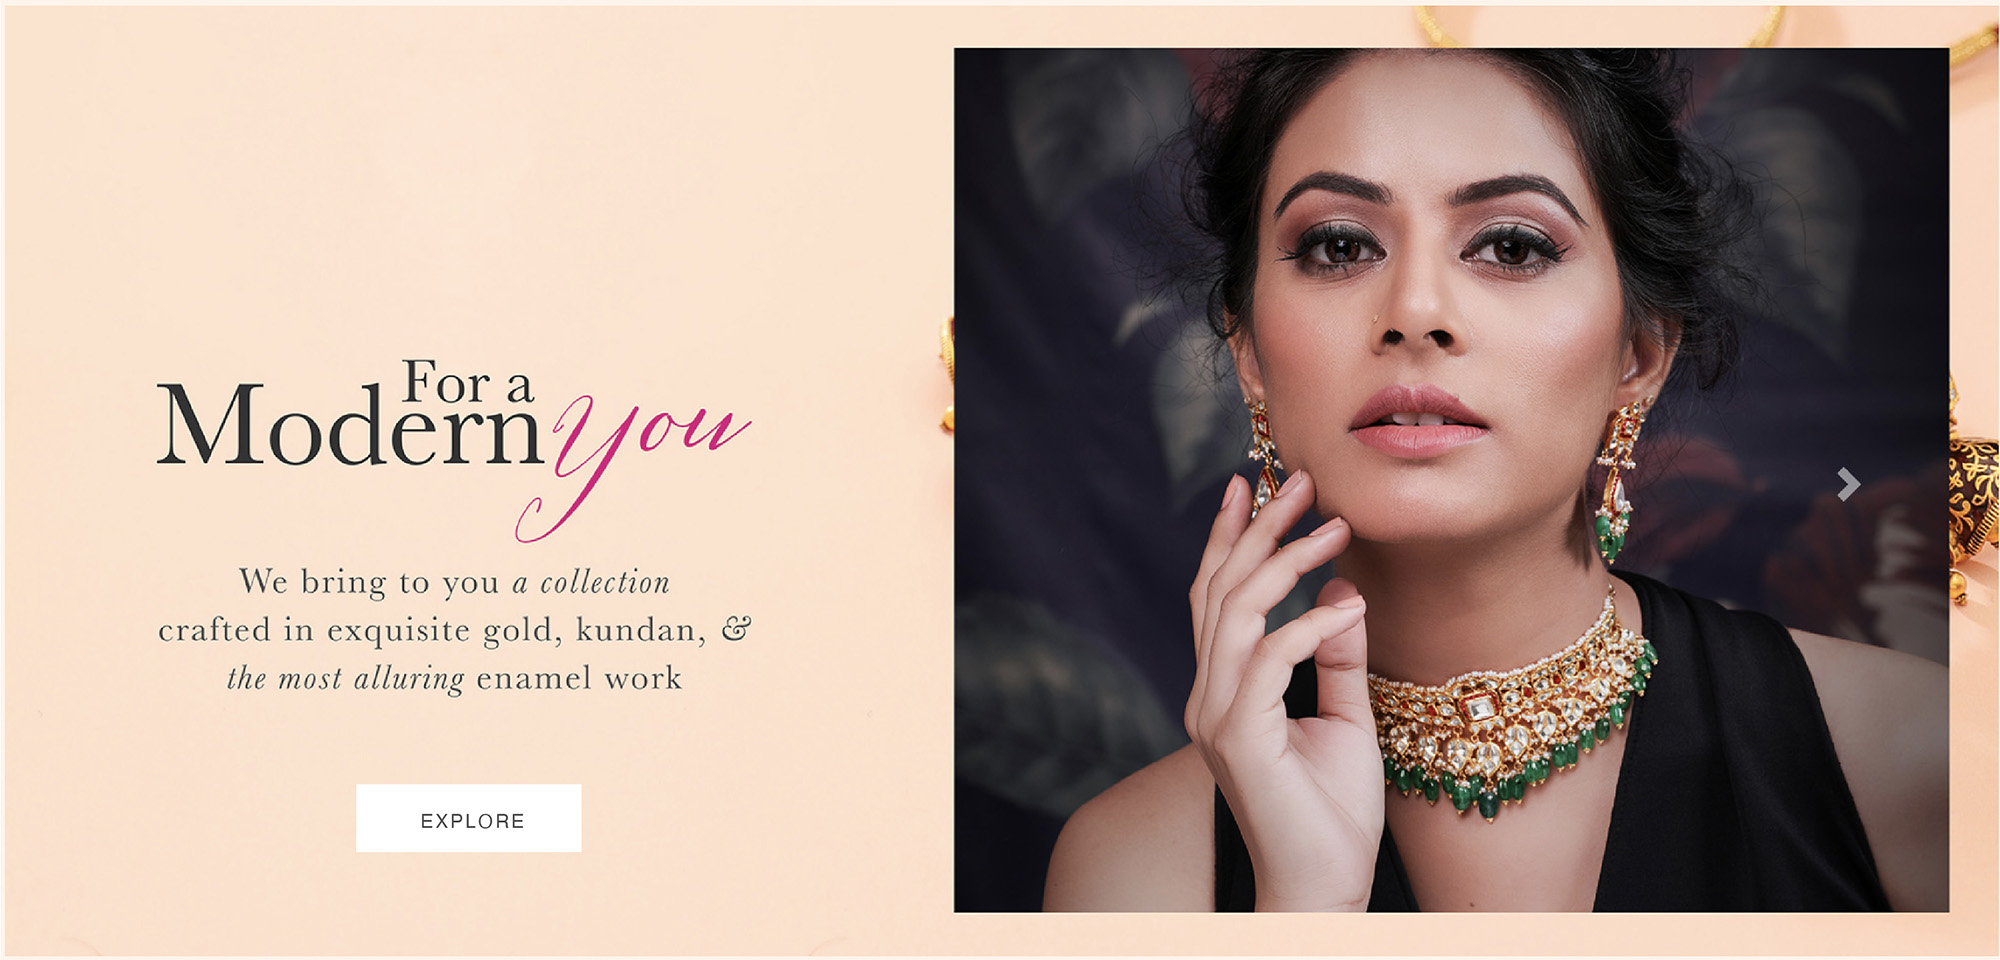 For a
Modern you
We bring to you a collection
crafted in exquisite gold, kundan, &
the most alluring enamel work
EXPLORE